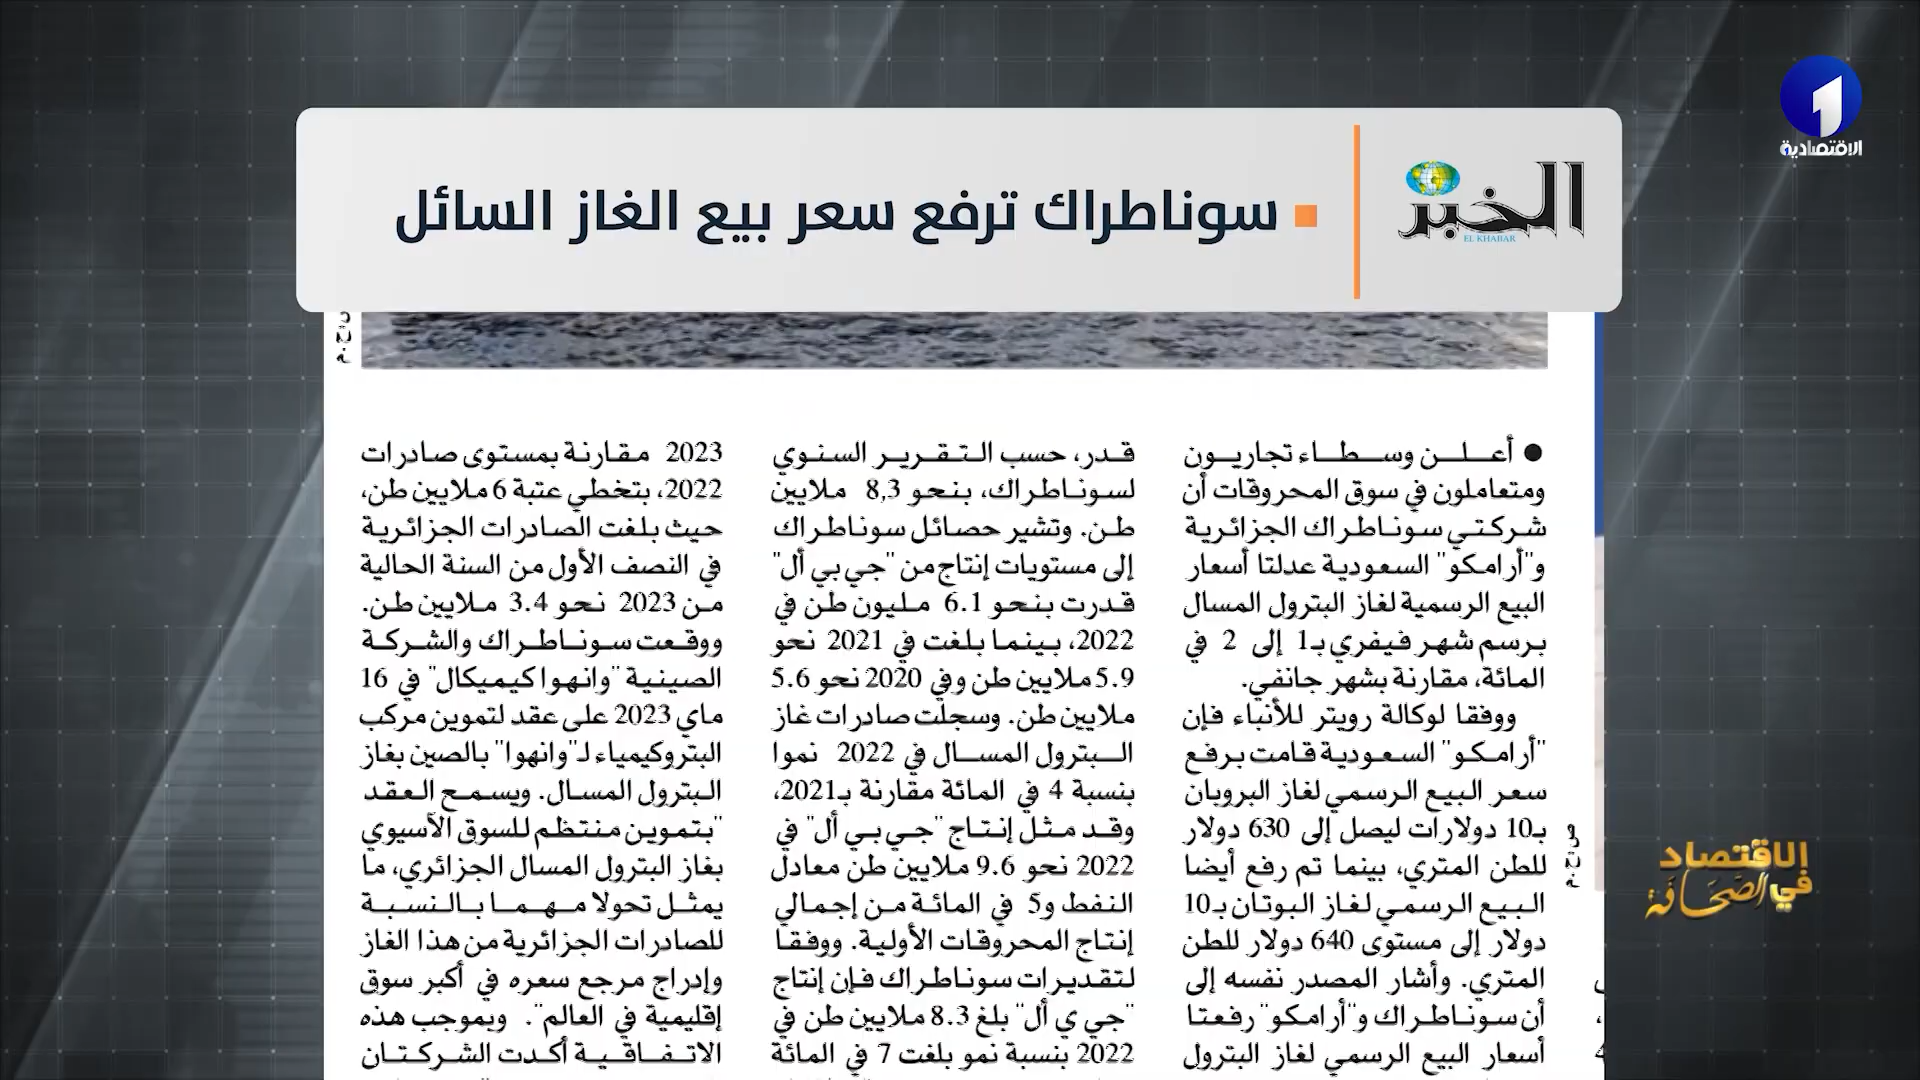 الاقتصادية
الخبر
EL KHABAR
سوناطراك ترفع سعر بيع الغاز السائل
● أعلن وسطاء تجاريون
ومتعاملون في سوق المحروقات أن
شركتي سوناطراك الجزائرية
و"أرامكو" السعودية عدلتا أسعار
البيع الرسمية لغاز البترول المسال
برسم شهر فيفري بـ1 إلى 2 في
المائة، مقارنة بشهر جانفي.
ووفقا لوكالة رويتر للأنباء فإن
"أرامكو" السعودية قامت برفع
سعر البيع الرسمي لغاز البروبان
بـ10 دولارات ليصل إلى 630 دولار
للطن المتري، بينما تم رفع أيضا
البيع الرسمي لغاز البوتان بـ10
دولار إلى مستوى 640 دولار للطن
المتري. وأشار المصدر نفسه إلى
أن سوناطراك و"أرامكو" رفعتا
أسعار البيع الرسمي لغاز البترول
قدر، حسب التقرير السنوي
لسوناطراك، بنحو 8,3 ملايين
طن. وتشير حصائل سوناطراك
إلى مستويات إنتاج من "جي بي أل"
قدرت بنحو 6.1 مليون طن في
2022، بينما بلغت في 2021 نحو
5.9 ملايين طن وفي 2020 نحو 5.6
ملايين طن. وسجلت صادرات غاز
البترول المسال في 2022 نموا
بنسبة 4 في المائة مقارنة بـ2021،
وقد مثل إنتاج "جي بي أل" في
2022 نحو 9.6 ملايين طن معادل
النفط و5 في المائة من إجمالي
إنتاج المحروقات الأولية. ووفقا
لتقديرات سوناطراك فإن إنتاج
"جي ي أل" بلغ 8.3 ملايين طن في
2022 بنسبة نمو بلغت 7 في المائة
2023 مقارنة بمستوى صادرات
2022، بتخطي عتبة 6 ملايين طن،
حيث بلغت الصادرات الجزائرية
في النصف الأول من السنة الحالية
من 2023 نحو 3.4 ملايين طن.
ووقعت سوناطراك والشركة
الصينية "وانهوا كيميكال" في 16
ماي 2023 على عقد لتموين مركب
البتروكيمياء لـ"وانهوا" بالصين بغاز
البترول المسال. ويسمح العقد
"بتموين منتظم للسوق الآسيوي
بغاز البترول المسال الجزائري، ما
يمثل تحولا مهما بالنسبة
للصادرات الجزائرية من هذا الغاز
وإدراج مرجع سعره في أكبر سوق
إقليمية في العالم". وبموجب هذه
الاتفاقية أكدت الشركتان
ص ح. م
الاقتصاد
في الصحافة